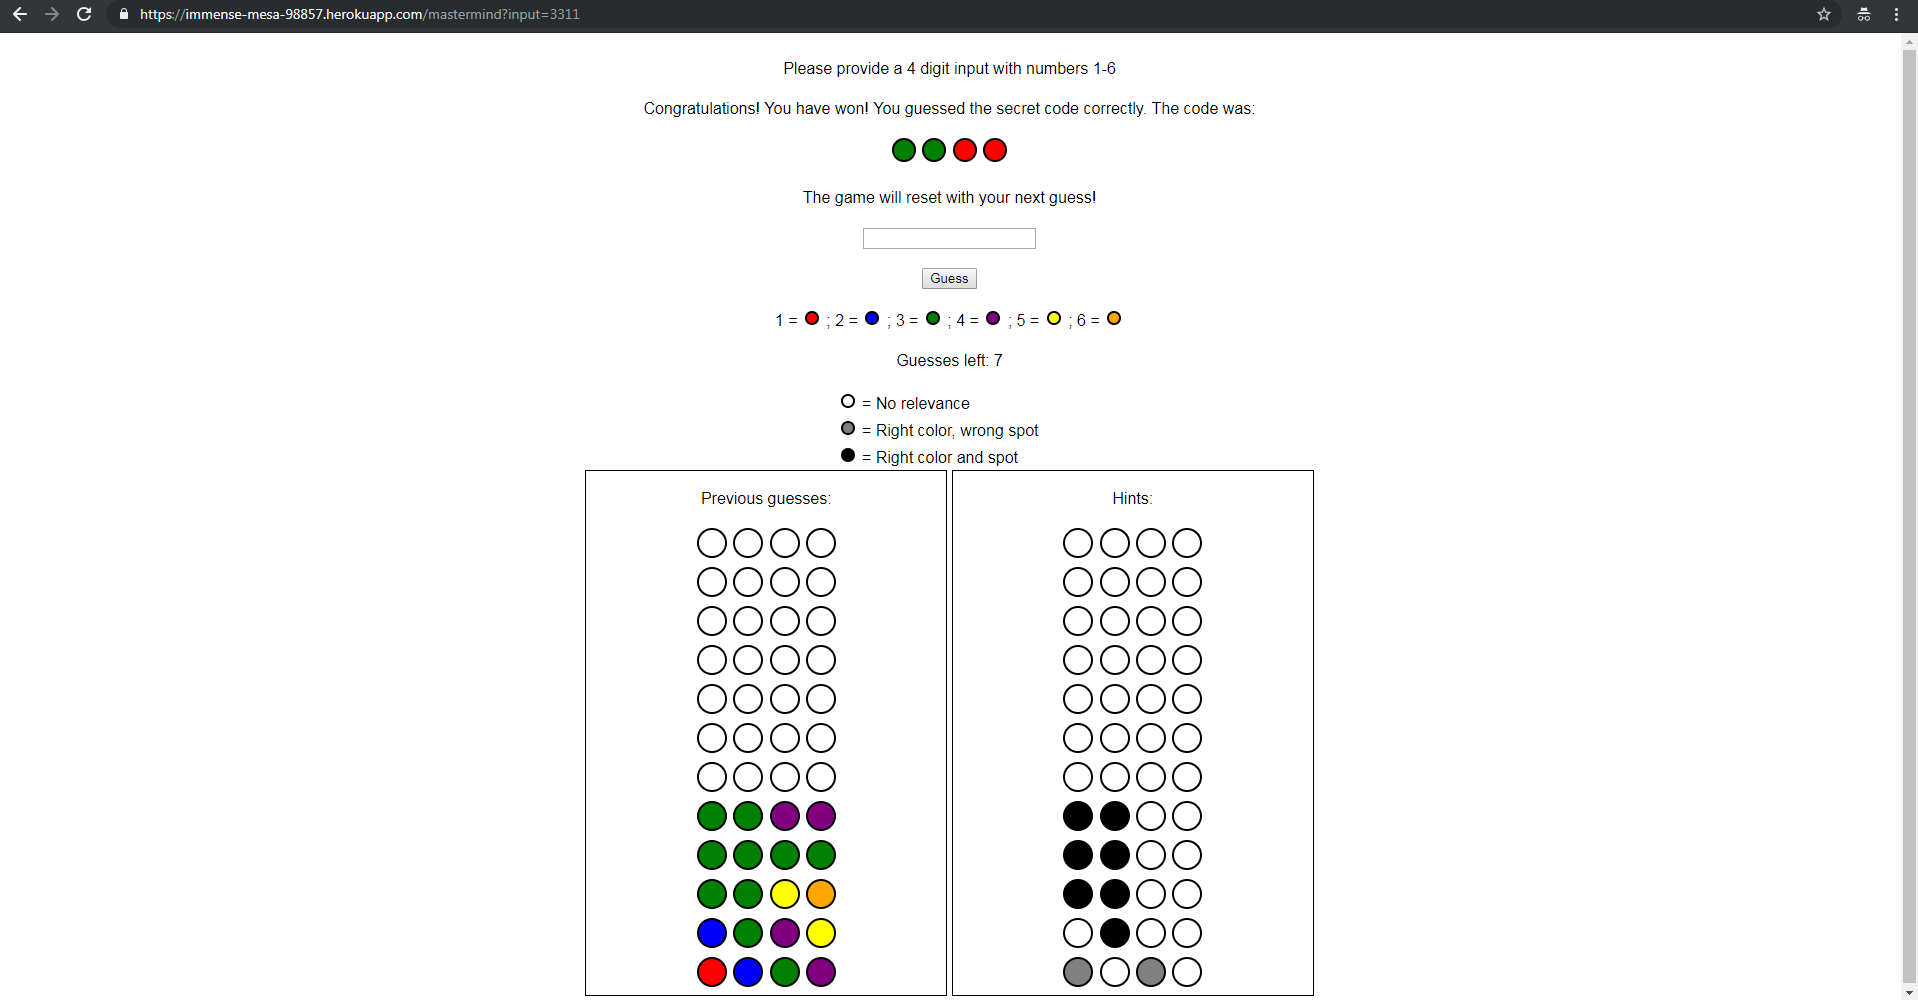 https://immense-mesa-98857.herokuapp.com/mastermind?input=3311
Please provide a 4 digit input with numbers 1-6
Congratulations! You have won! You guessed the secret code correctly. The code was:
The game will reset with your next guess!
Guess
1 = ; 2 = ; 3 = ; 4 = ; 5 = ; 6 =
Guesses left: 7
= No relevance
= Right color, wrong spot
= Right color and spot
Previous guesses:
Hints: